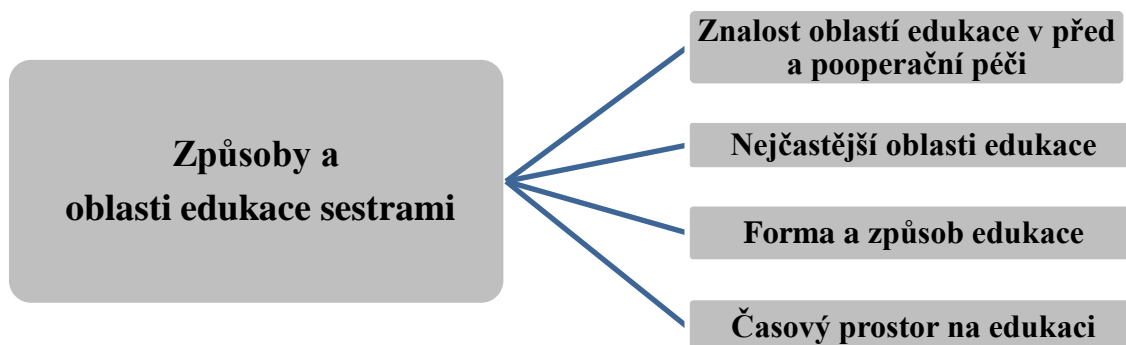 Způsoby a
oblasti edukace sestrami
Znalost oblastí edukace v před
a pooperační péči
Nejčastější oblasti edukace
Forma a způsob edukace
Časový prostor na edukaci